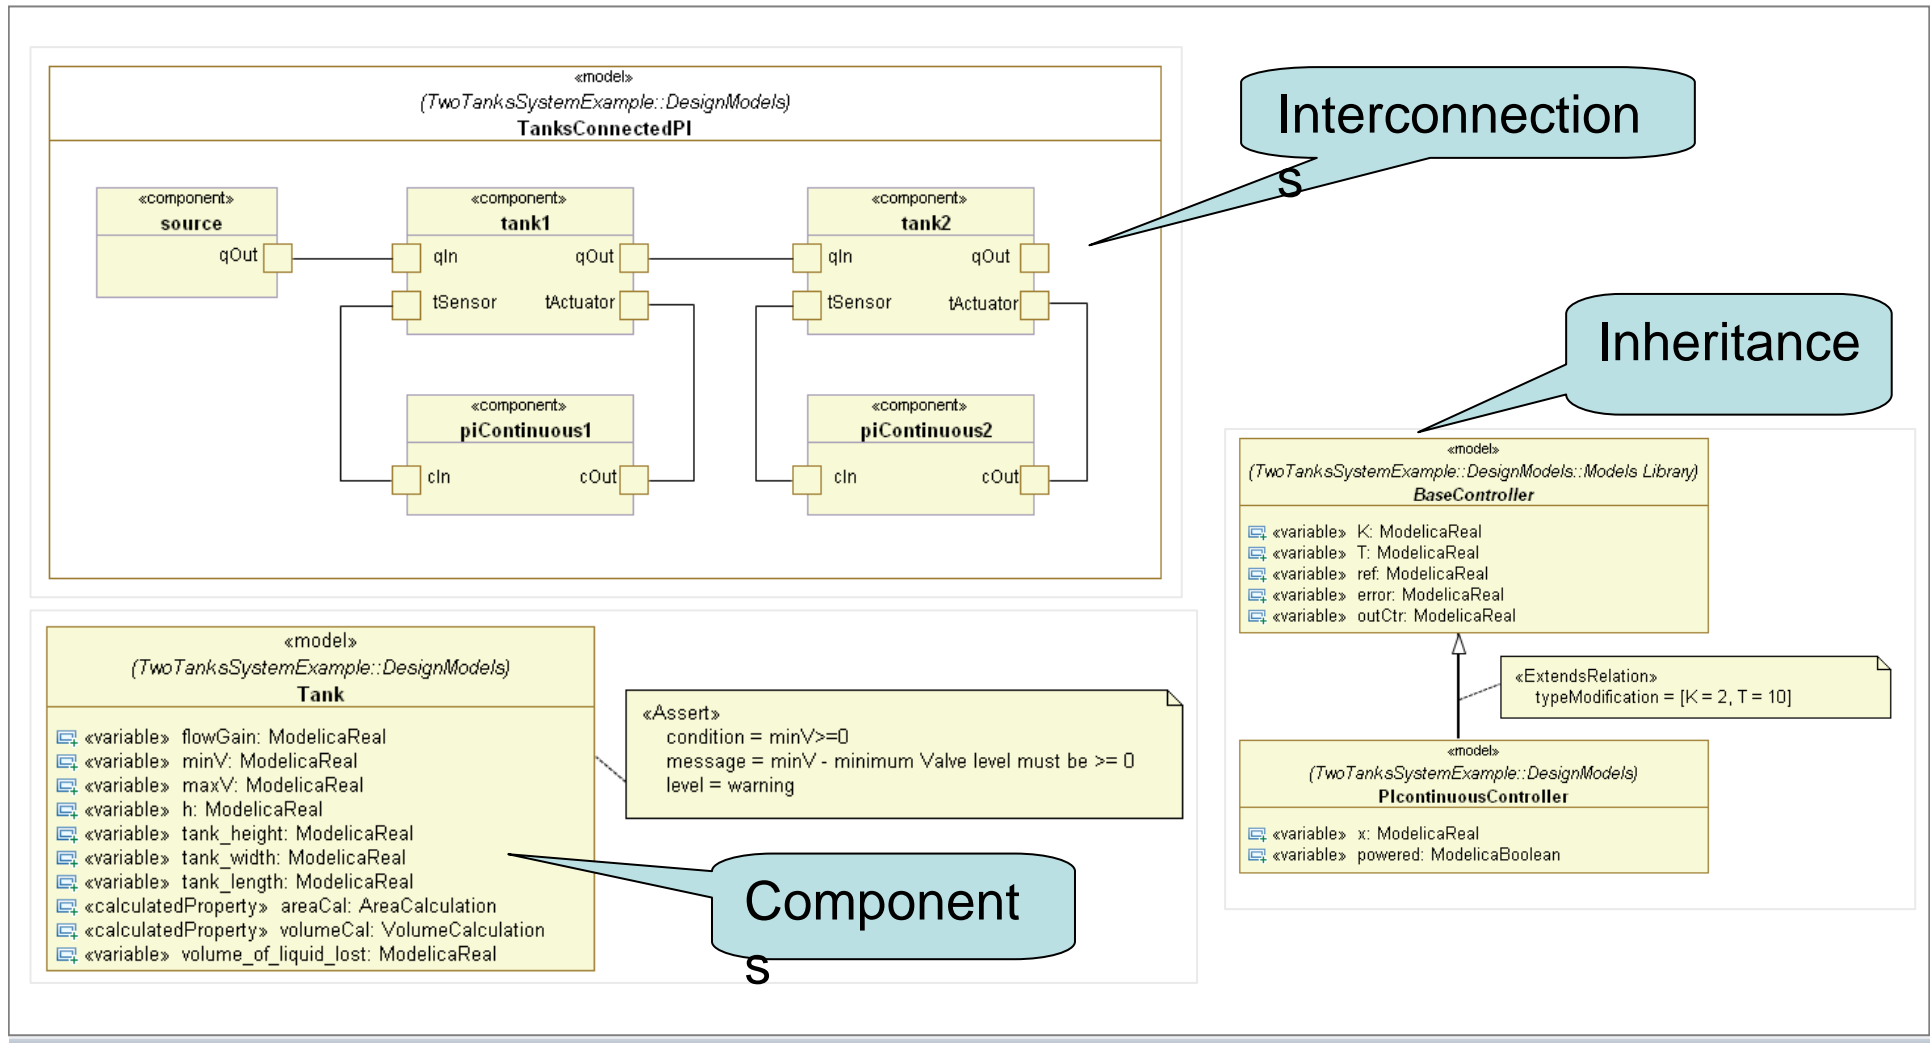 «model»
(TwoTanksSystemExample::DesignModels)
TanksConnectedPI
«component»
source
qOut
«component»
tank1
qIn qOut
tSensor tActuator
«component»
tank2
qIn qOut
tSensor tActuator
«component»
piContinuous1
cIn cOut
«component»
piContinuous2
cIn cOut
Interconnection
s
Inheritance
«model»
(TwoTanksSystemExample::DesignModels::Models Library)
BaseController
«variable» K: ModelicaReal
«variable» T: ModelicaReal
«variable» ref: ModelicaReal
«variable» error: ModelicaReal
«variable» outCtr: ModelicaReal
«ExtendsRelation»
typeModification = [K = 2, T = 10]
«model»
(TwoTanksSystemExample::DesignModels)
PIcontinuousController
«variable» x: ModelicaReal
«variable» powered: ModelicaBoolean
«model»
(TwoTanksSystemExample::DesignModels)
Tank
«variable» flowGain: ModelicaReal
«variable» minV: ModelicaReal
«variable» maxV: ModelicaReal
«variable» h: ModelicaReal
«variable» tank_height: ModelicaReal
«variable» tank_width: ModelicaReal
«variable» tank_length: ModelicaReal
«calculatedProperty» areaCal: AreaCalculation
«calculatedProperty» volumeCal: VolumeCalculation
«variable» volume_of_liquid_lost: ModelicaReal
«Assert»
condition = minV>=0
message = minV - minimum Valve level must be >= 0
level = warning
Component
s